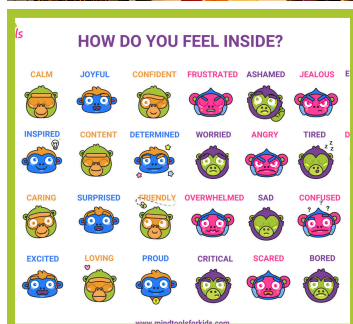 ls
HOW DO YOU FEEL INSIDE?
CALM JOYFUL CONFIDENT FRUSTRATED ASHAMED JEALOUS E
INSPIRED CONTENT DETERMINED WORRIED ANGRY TIRED D
z z z
CARING SURPRISED FRIENDLY OVERWHELMED SAD CONFUSED
? ?
EXCITED LOVING PROUD CRITICAL SCARED BORED
www.mindtoolsforkids.com